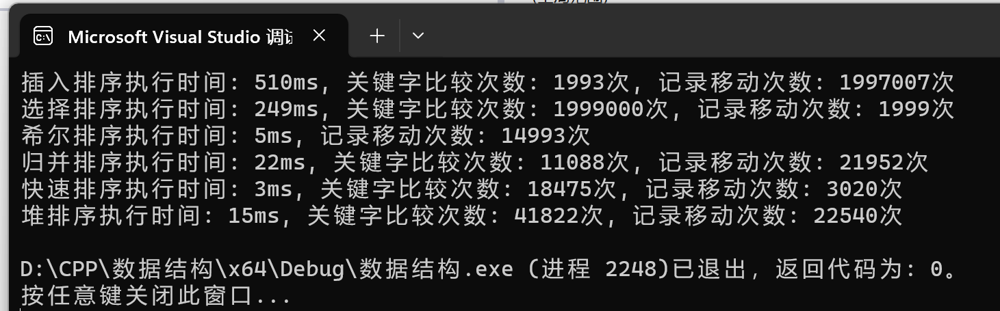 Microsoft Visual Studio 调试
插入排序执行时间: 510ms, 关键字比较次数: 1993次, 记录移动次数: 1997007次
选择排序执行时间: 249ms, 关键字比较次数: 1999000次, 记录移动次数: 1999次
希尔排序执行时间: 5ms, 记录移动次数: 14993次
归并排序执行时间: 22ms, 关键字比较次数: 11088次, 记录移动次数: 21952次
快速排序执行时间: 3ms, 关键字比较次数: 18475次, 记录移动次数: 3020次
堆排序执行时间: 15ms, 关键字比较次数: 41822次, 记录移动次数: 22540次
D:\CPP\数据结构\x64\Debug\数据结构.exe (进程 2248)已退出，返回代码为: 0。
按任意键关闭此窗口...